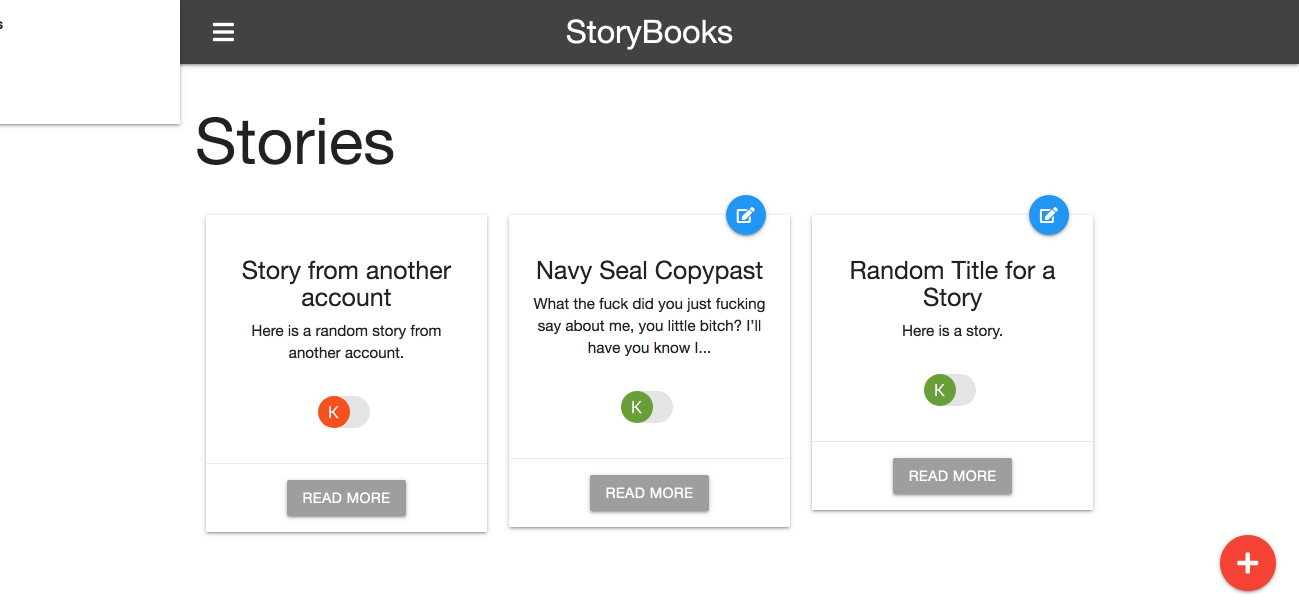 s
StoryBooks
Stories
Story from another
account
Here is a random story from
another account.
K
READ MORE
Navy Seal Copypast
What the fuck did you just fucking
say about me, you little bitch? I’ll
have you know I...
K
READ MORE
Random Title for a
Story
Here is a story.
K
READ MORE